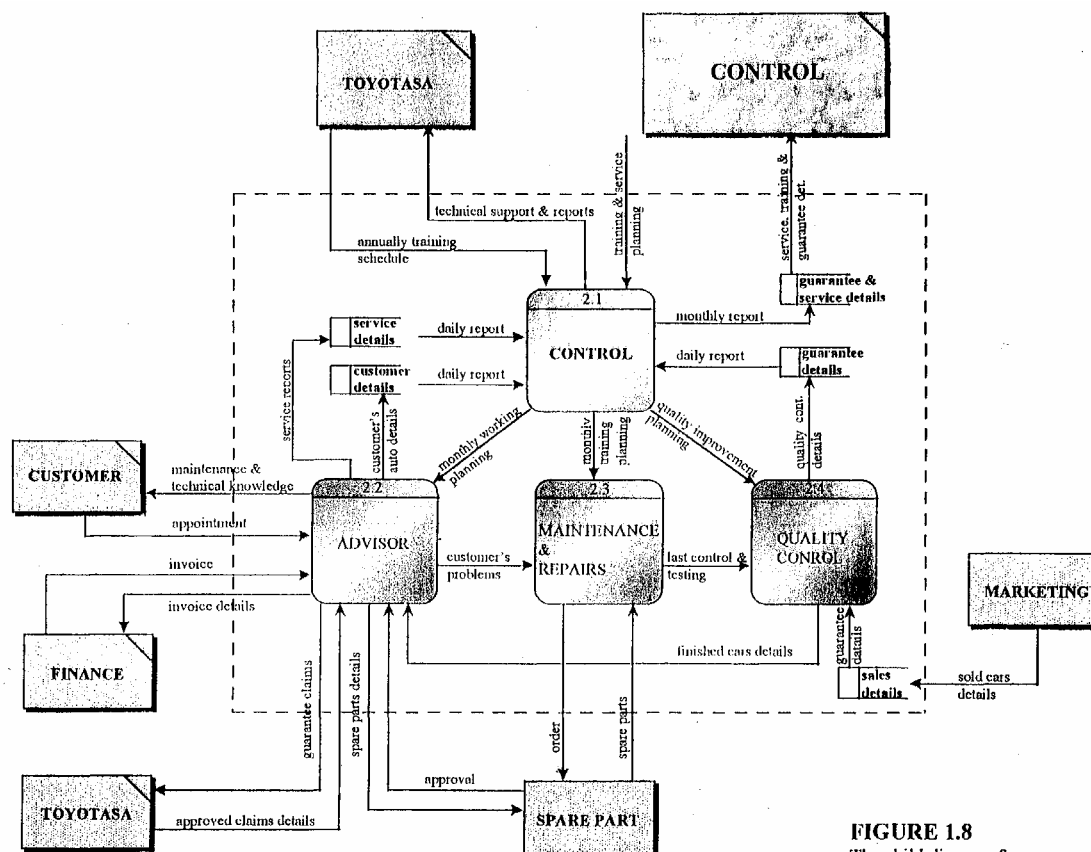 TOYOTASA
CONTROL
training & service
planning
service, training &
guarantee det.
technical support & reports
annually training
schedule
guarantee &
service details
2.1
CONTROL
monthly report
service
details
daily report
daily report
guarantee
details
customer
details
daily report
service reports
customer's
auto details
monthly working
planning
monthly
training
planning
quality improvement
planning
quality cont.
details
CUSTOMER
maintenance &
technical knowledge
appointment
2.2
ADVISOR
2.3
MAINTENANCE
&
REPAIRS
2.4
QUALITY
CONROL
customer's
problems
last control &
testing
invoice
invoice details
FINANCE
MARKETING
finished cars details
guarantee
datails
sales
details
sold cars
details
guarantee claims
spare parts details
order
spare parts
TOYOTASA
approved claims details
approval
SPARE PART
FIGURE 1.8